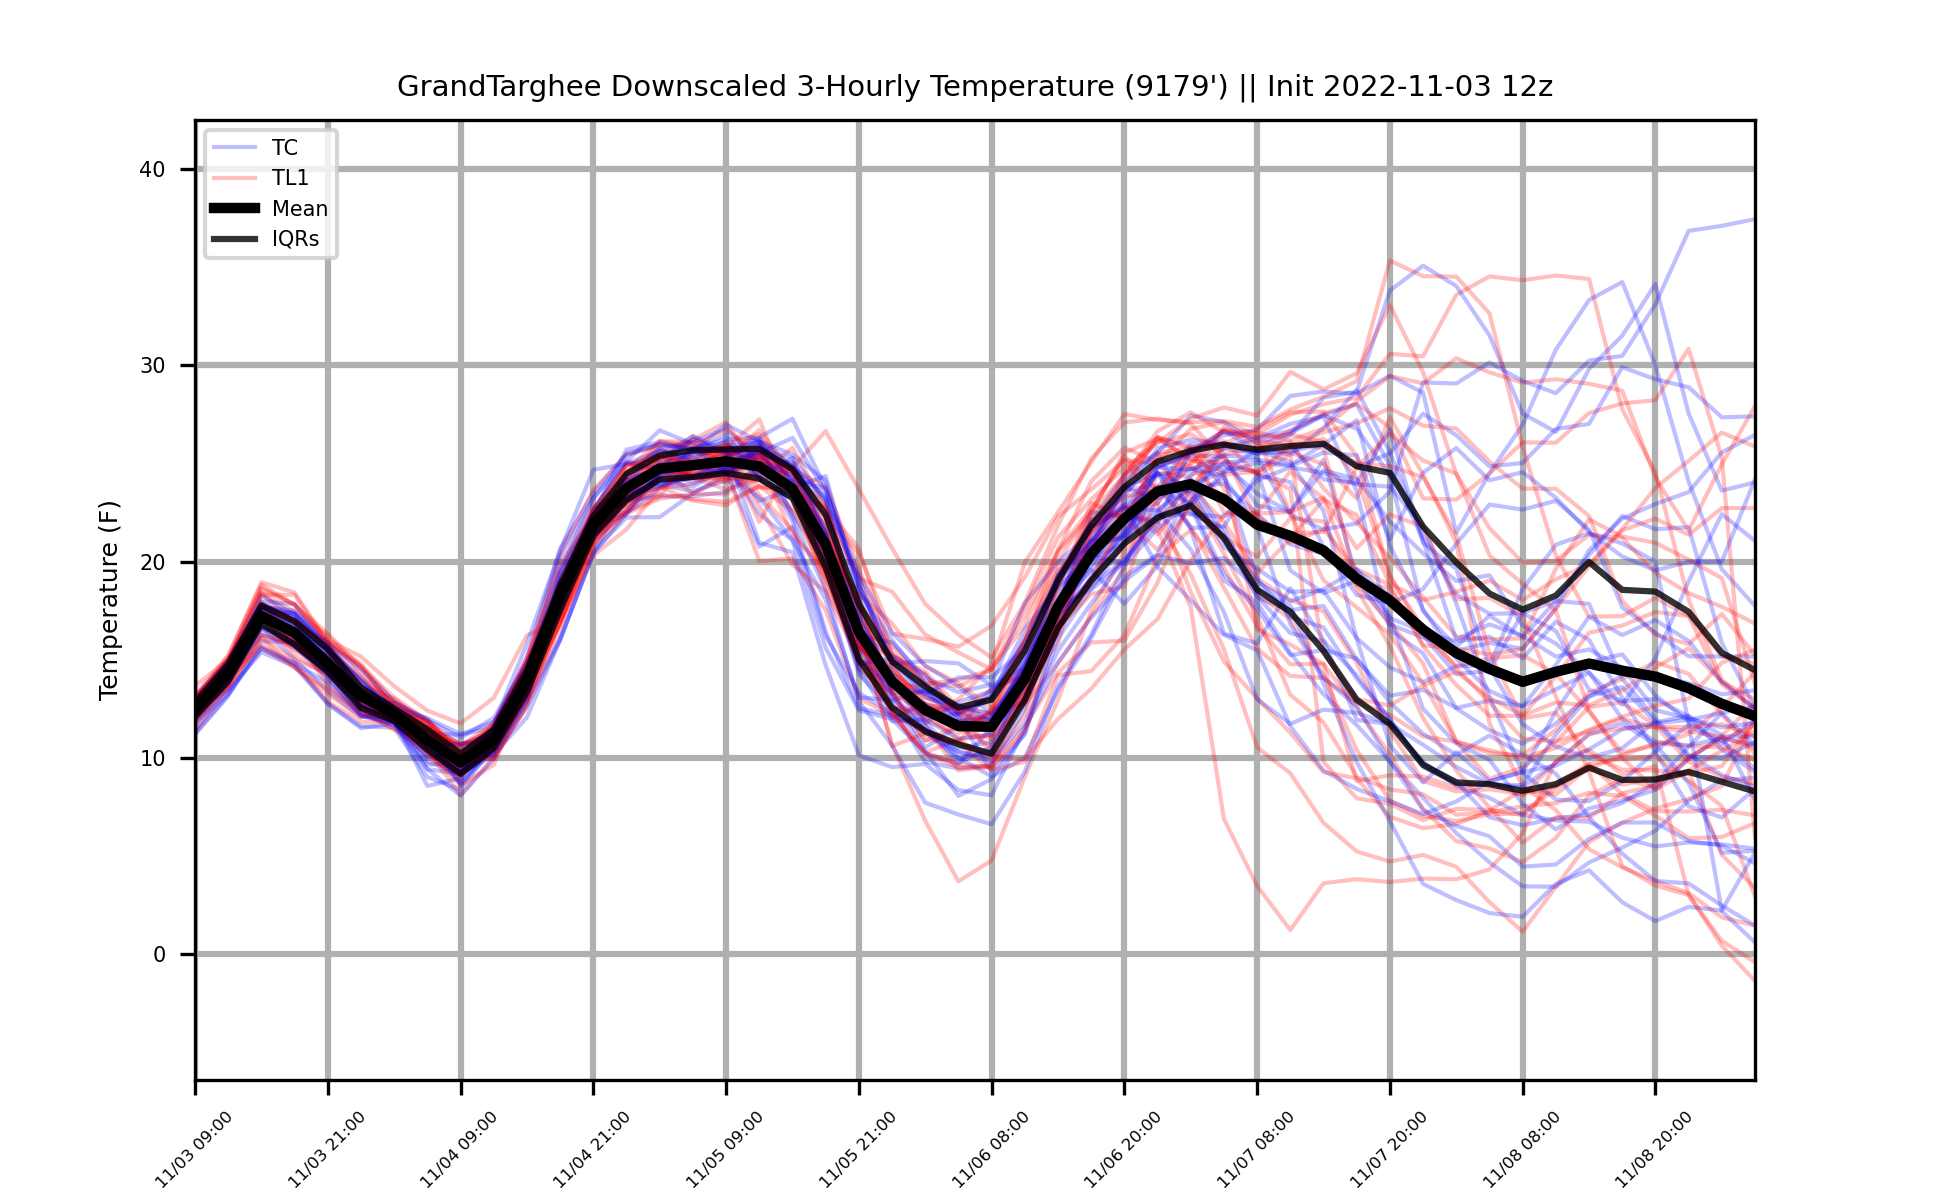 GrandTarghee Downscaled 3-Hourly Temperature (9179') || Init 2022-11-03 12z
TC
TL1
Mean
IQRs
Temperature (F)
40
30
20
10
0
11/03 09:00
11/03 21:00
11/04 09:00
11/04 21:00
11/05 09:00
11/05 21:00
11/06 08:00
11/06 20:00
11/07 08:00
11/07 20:00
11/08 08:00
11/08 20:00